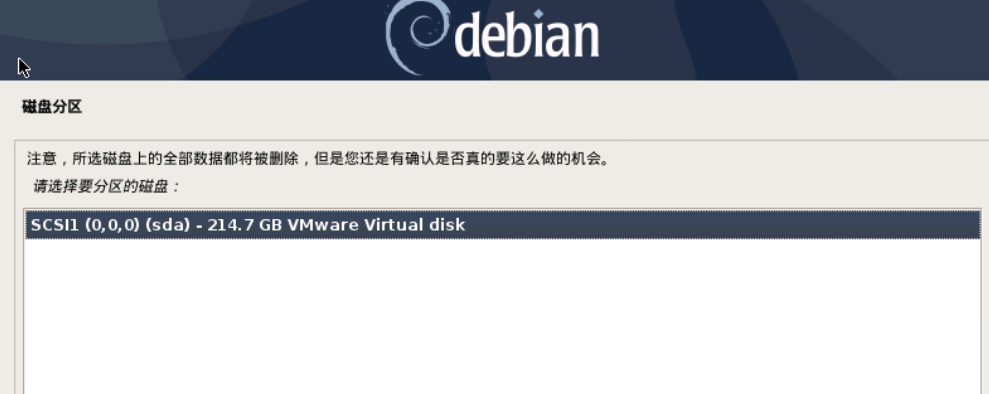 debian
磁盘分区
注意，所选磁盘上的全部数据都将被删除，但是您还是有确认是否真的要这么做的机会。
请选择要分区的磁盘：
SCSI1 (0,0,0) (sda) - 214.7 GB VMware Virtual disk